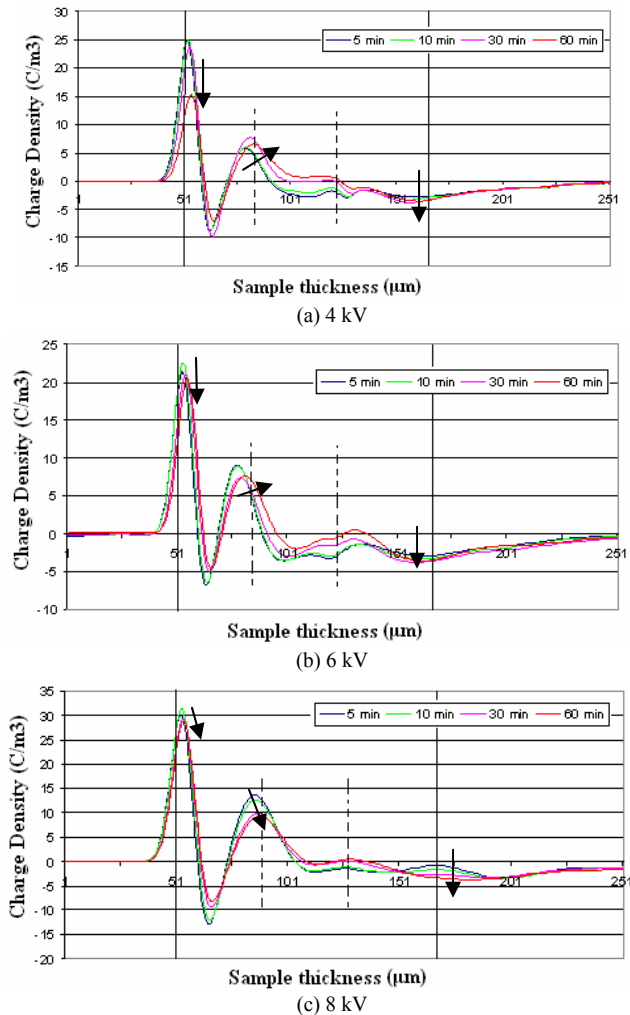 Charge Density (C/m3)
30
25
20
15
10
5
0
-5
-10
-15
5 min 10 min 30 min 60 min
1 51 101 151 201 251
Sample thickness (μm)
(a) 4 kV
Charge Density (C/m3)
25
20
15
10
5
0
-5
-10
5 min 10 min 30 min 60 min
1 51 101 151 201 251
Sample thickness (μm)
(b) 6 kV
Charge Density (C/m3)
35
30
25
20
15
10
5
0
-5
-10
-15
-20
5 min 10 min 30 min 60 min
1 51 101 151 201 251
Sample thickness (μm)
(c) 8 kV